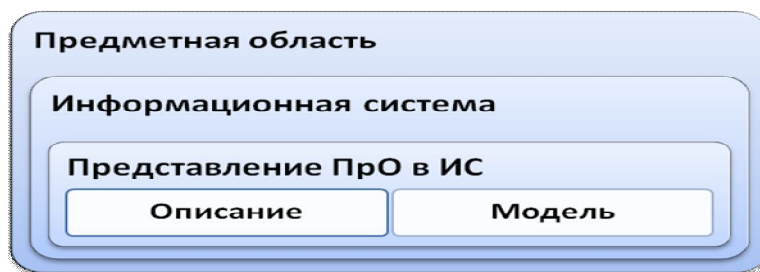 Предметная область
Информационная система
Представление ПрО в ИС
Описание Модель